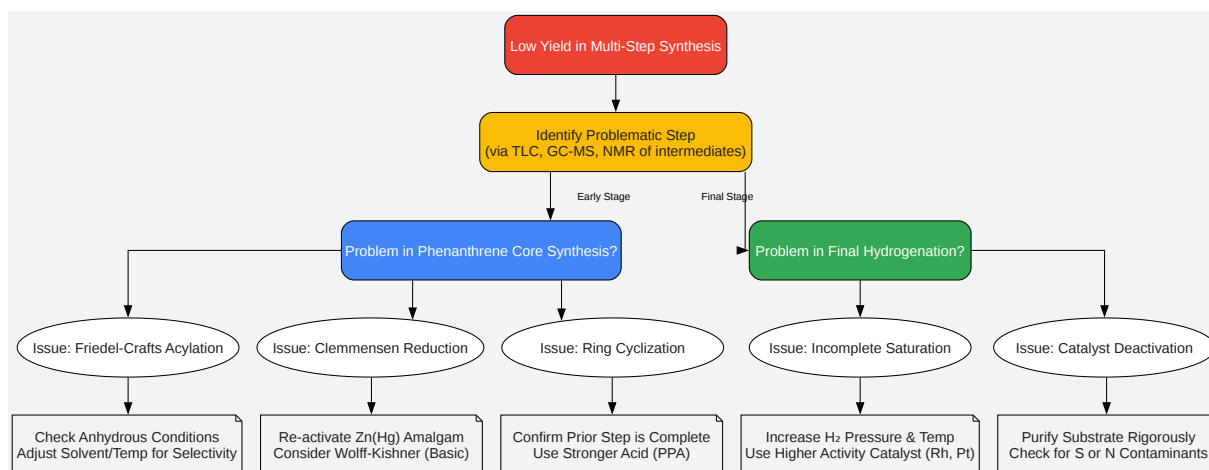 Low Yield in Multi-Step Synthesis
Identify Problematic Step
(via TLC, GC-MS, NMR of intermediates)
Early Stage
Final Stage
Problem in Phenanthrene Core Synthesis?
Problem in Final Hydrogenation?
Issue: Friedel-Crafts Acylation
Issue: Clemmensen Reduction
Issue: Ring Cyclization
Issue: Incomplete Saturation
Issue: Catalyst Deactivation
Check Anhydrous Conditions
Adjust Solvent/Temp for Selectivity
Re-activate Zn(Hg) Amalgam
Consider Wolff-Kishner (Basic)
Confirm Prior Step is Complete
Use Stronger Acid (PPA)
Increase H₂ Pressure & Temp
Use Higher Activity Catalyst (Rh, Pt)
Purify Substrate Rigorously
Check for S or N Contaminants